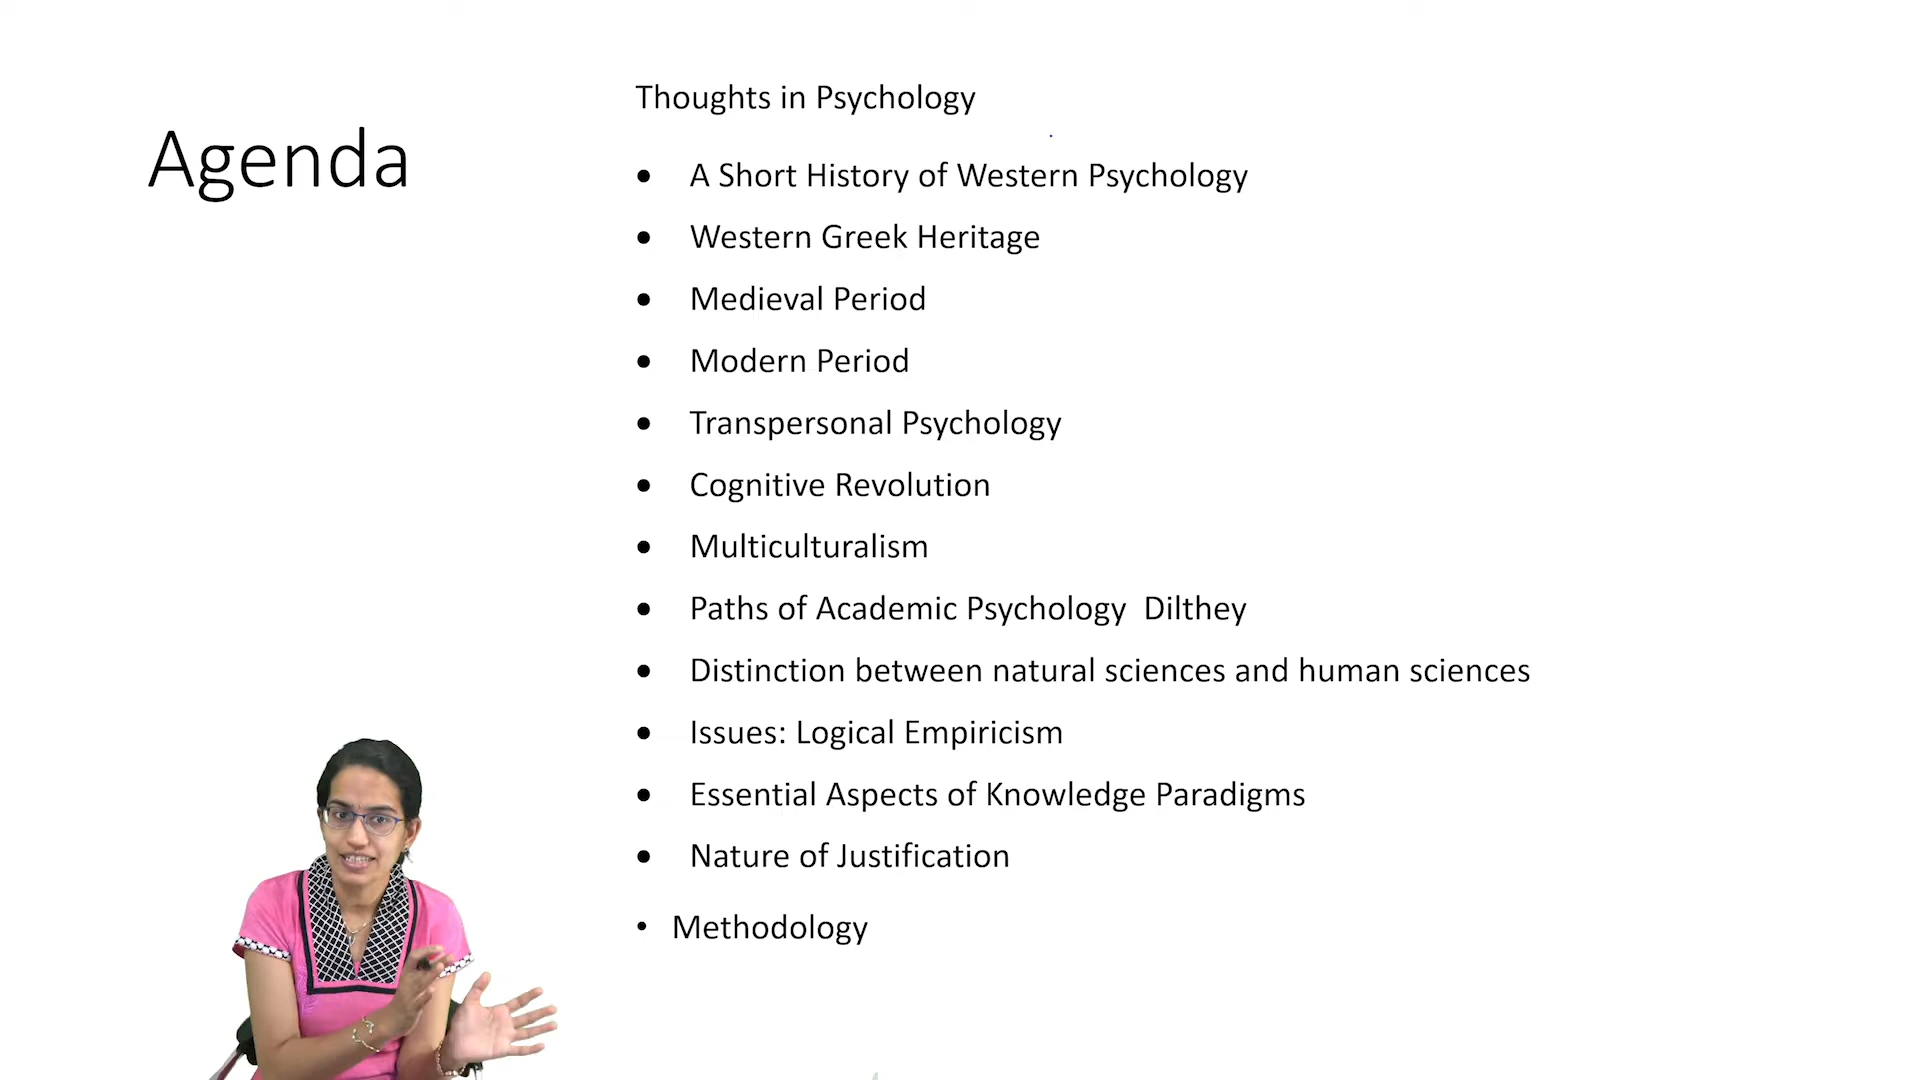 Agenda
Thoughts in Psychology
• A Short History of Western Psychology
• Western Greek Heritage
• Medieval Period
• Modern Period
• Transpersonal Psychology
• Cognitive Revolution
• Multiculturalism
• Paths of Academic Psychology  Dilthey
• Distinction between natural sciences and human sciences
• Issues: Logical Empiricism
• Essential Aspects of Knowledge Paradigms
• Nature of Justification
• Methodology